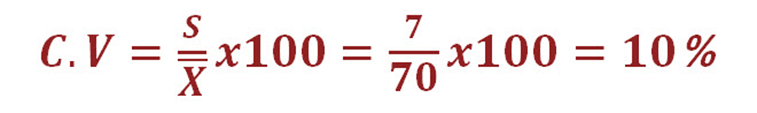 C.V = S/X̄ x100 = 7/70 x100 = 10 %